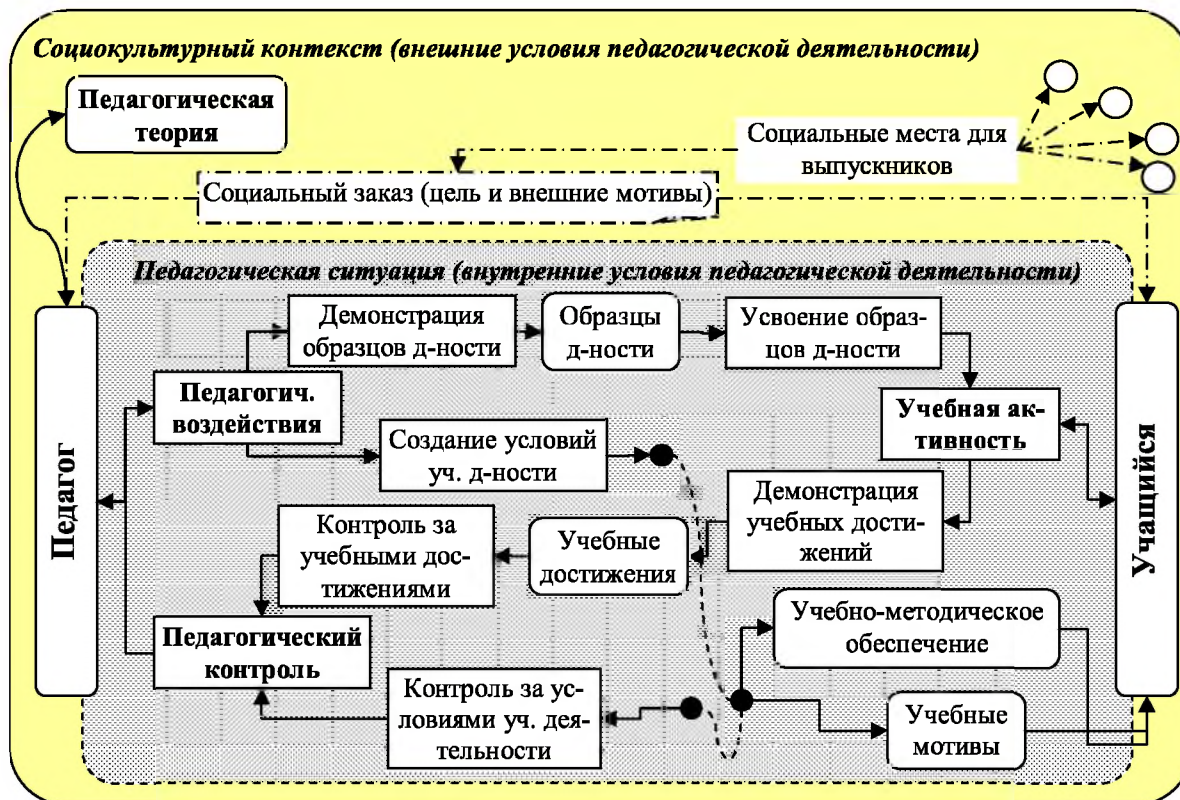 Социокультурный контекст (внешние условия педагогической деятельности)
Педагогическая
теория
Социальные места для
выпускников
Социальный заказ (цель и внешние мотивы)
Педагогическая ситуация (внутренние условия педагогической деятельности)
Педагог
Демонстрация
образцов д-ности
Образцы
д-ности
Усвоение образ-
цов д-ности
Педагогич.
воздействия
Учебная ак-
тивность
Учащийся
Создание условий
уч. д-ности
Демонстрация
учебных дости-
жений
Контроль за
учебными дос-
тижениями
Учебные
достижения
Учебно-методическое
обеспечение
Педагогический
контроль
Контроль за ус-
ловиями уч. дея-
тельности
Учебные
мотивы